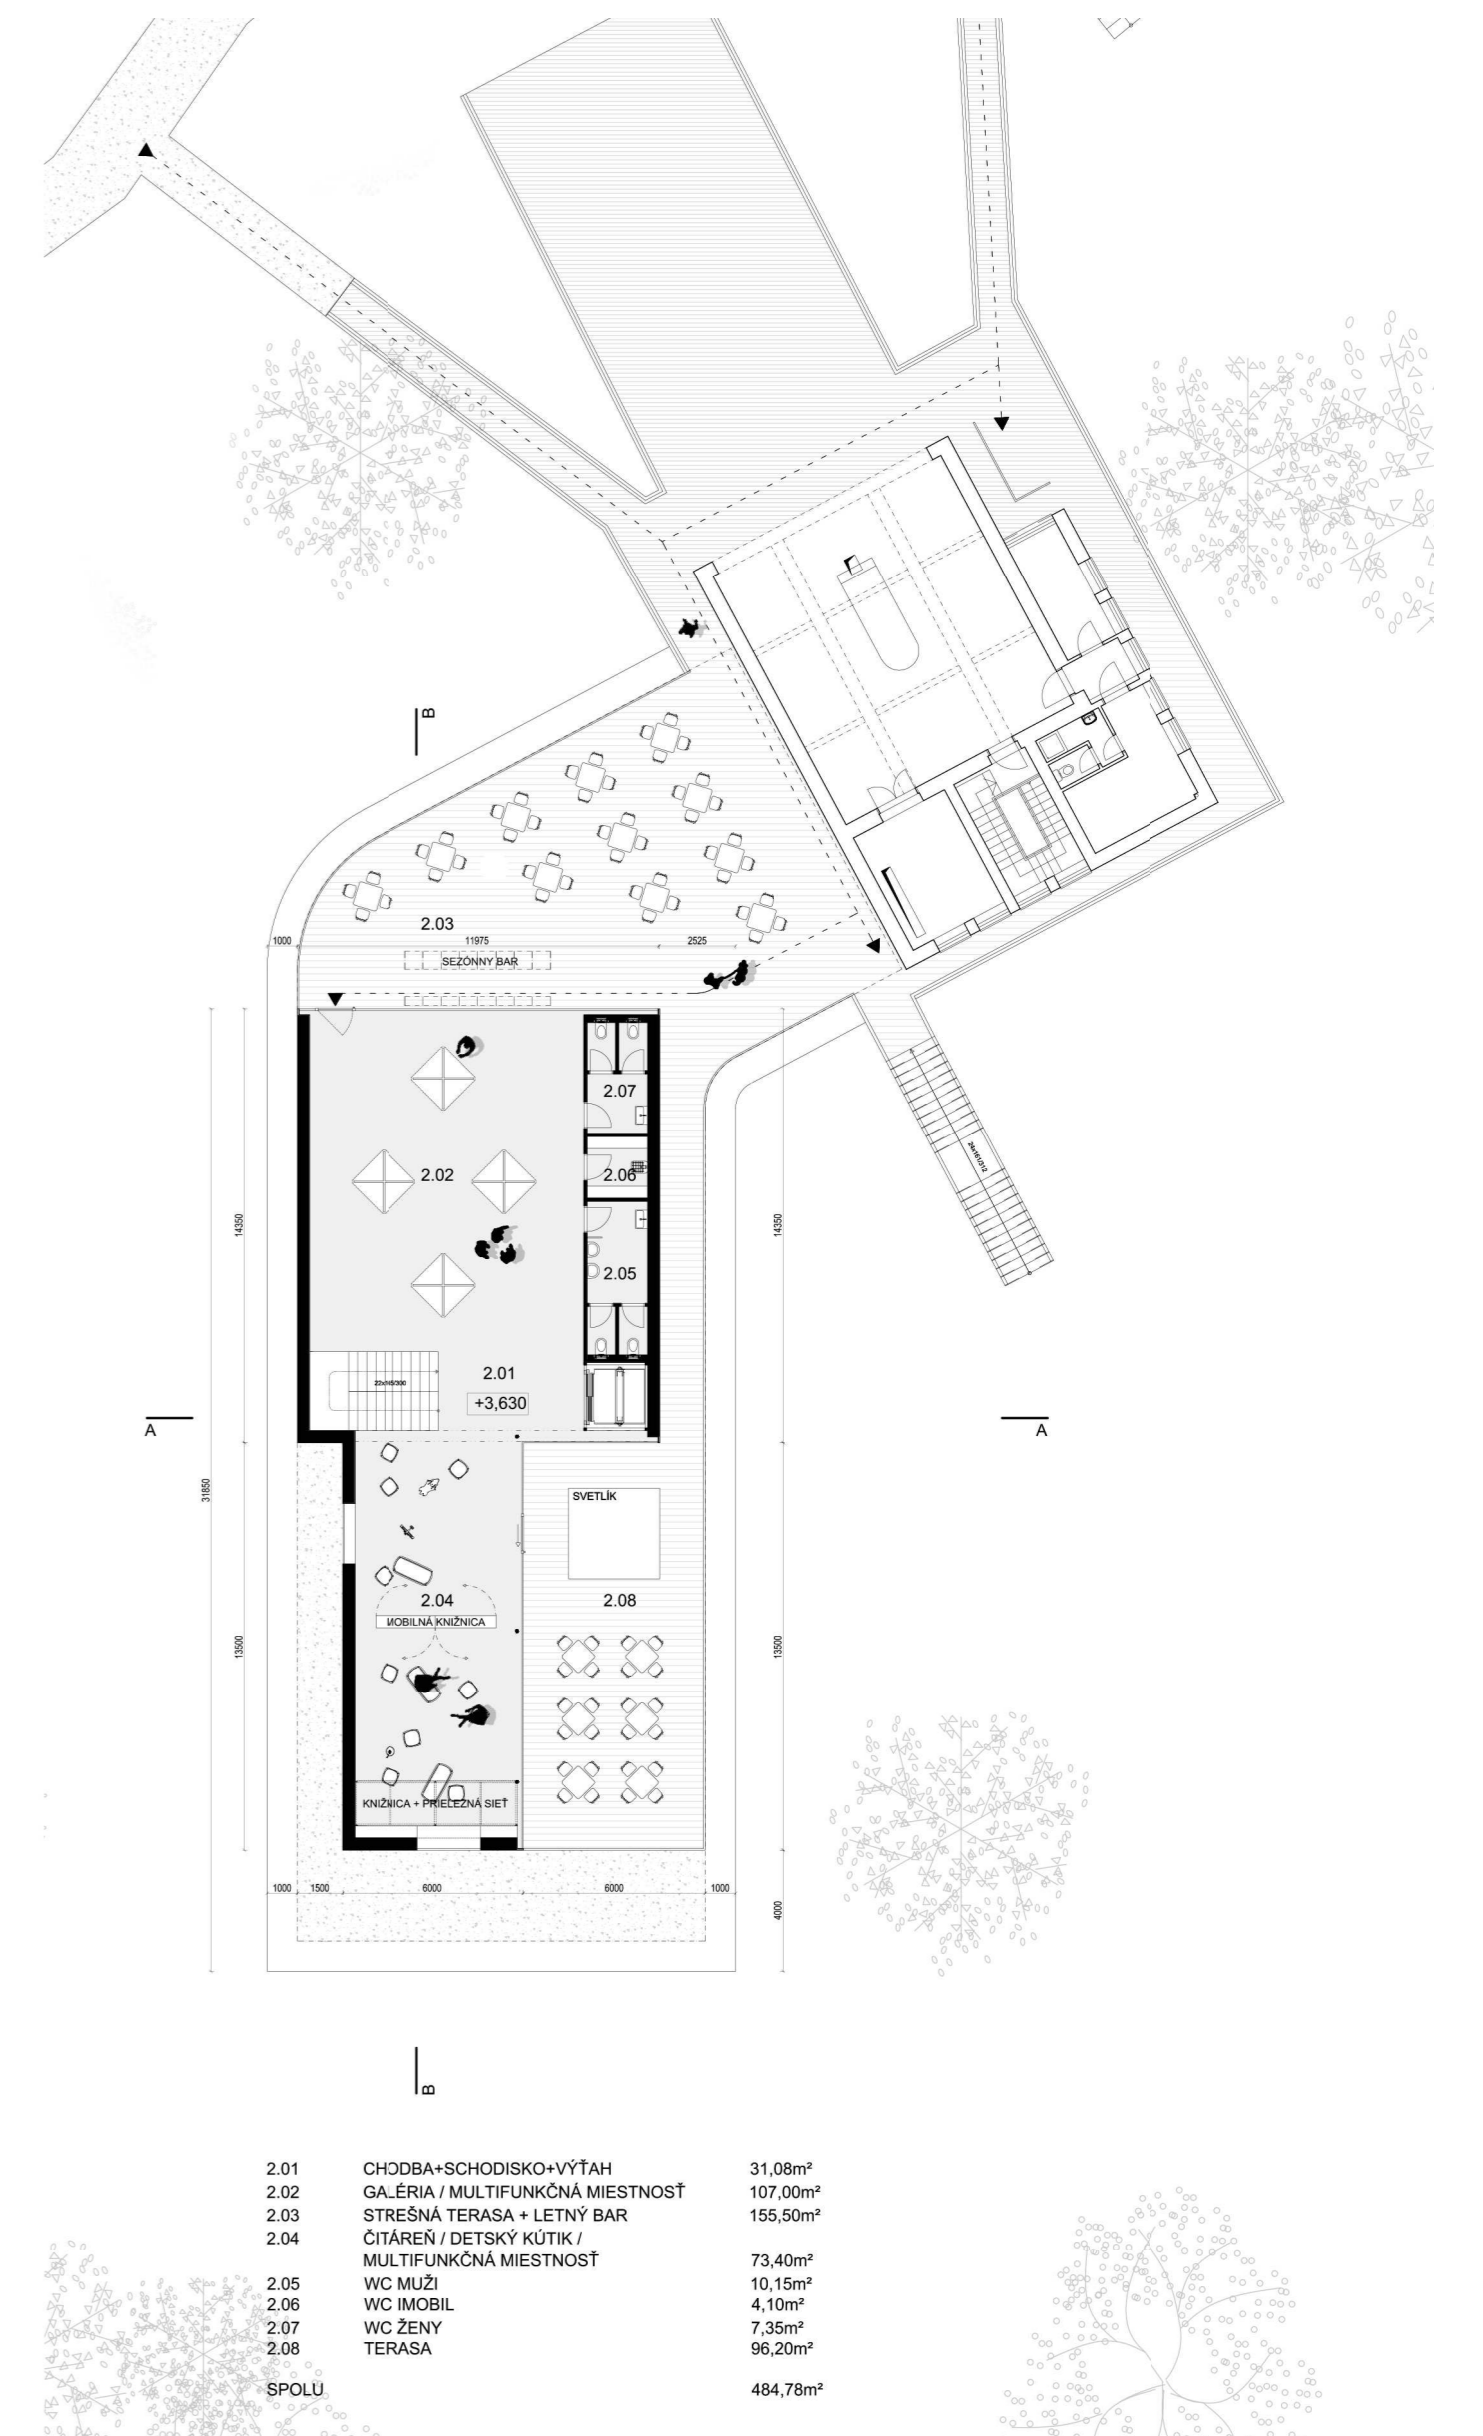 B
2.03
1000
11975
2525
SEZÓNNY BAR
2.07
2.02
2.06
24x161/312
14350
14350
2.05
2.01
22x165/300
+3,630
A
A
31850
SVETLÍK
2.04
2.08
MOBILNÁ KNIŽNICA
13500
13500
KNIŽNICA + PRIELEZNÁ SIEŤ
1000
1500
6000
6000
1000
4000
B
2.01 CHODBA+SCHODISKO+VÝŤAH 31,08m²
2.02 GALÉRIA / MULTIFUNKČNÁ MIESTNOSŤ 107,00m²
2.03 STREŠNÁ TERASA + LETNÝ BAR 155,50m²
2.04 ČITÁREŇ / DETSKÝ KÚTIK /
MULTIFUNKČNÁ MIESTNOSŤ 73,40m²
2.05 WC MUŽI 10,15m²
2.06 WC IMOBIL 4,10m²
2.07 WC ŽENY 7,35m²
2.08 TERASA 96,20m²
SPOLU 484,78m²